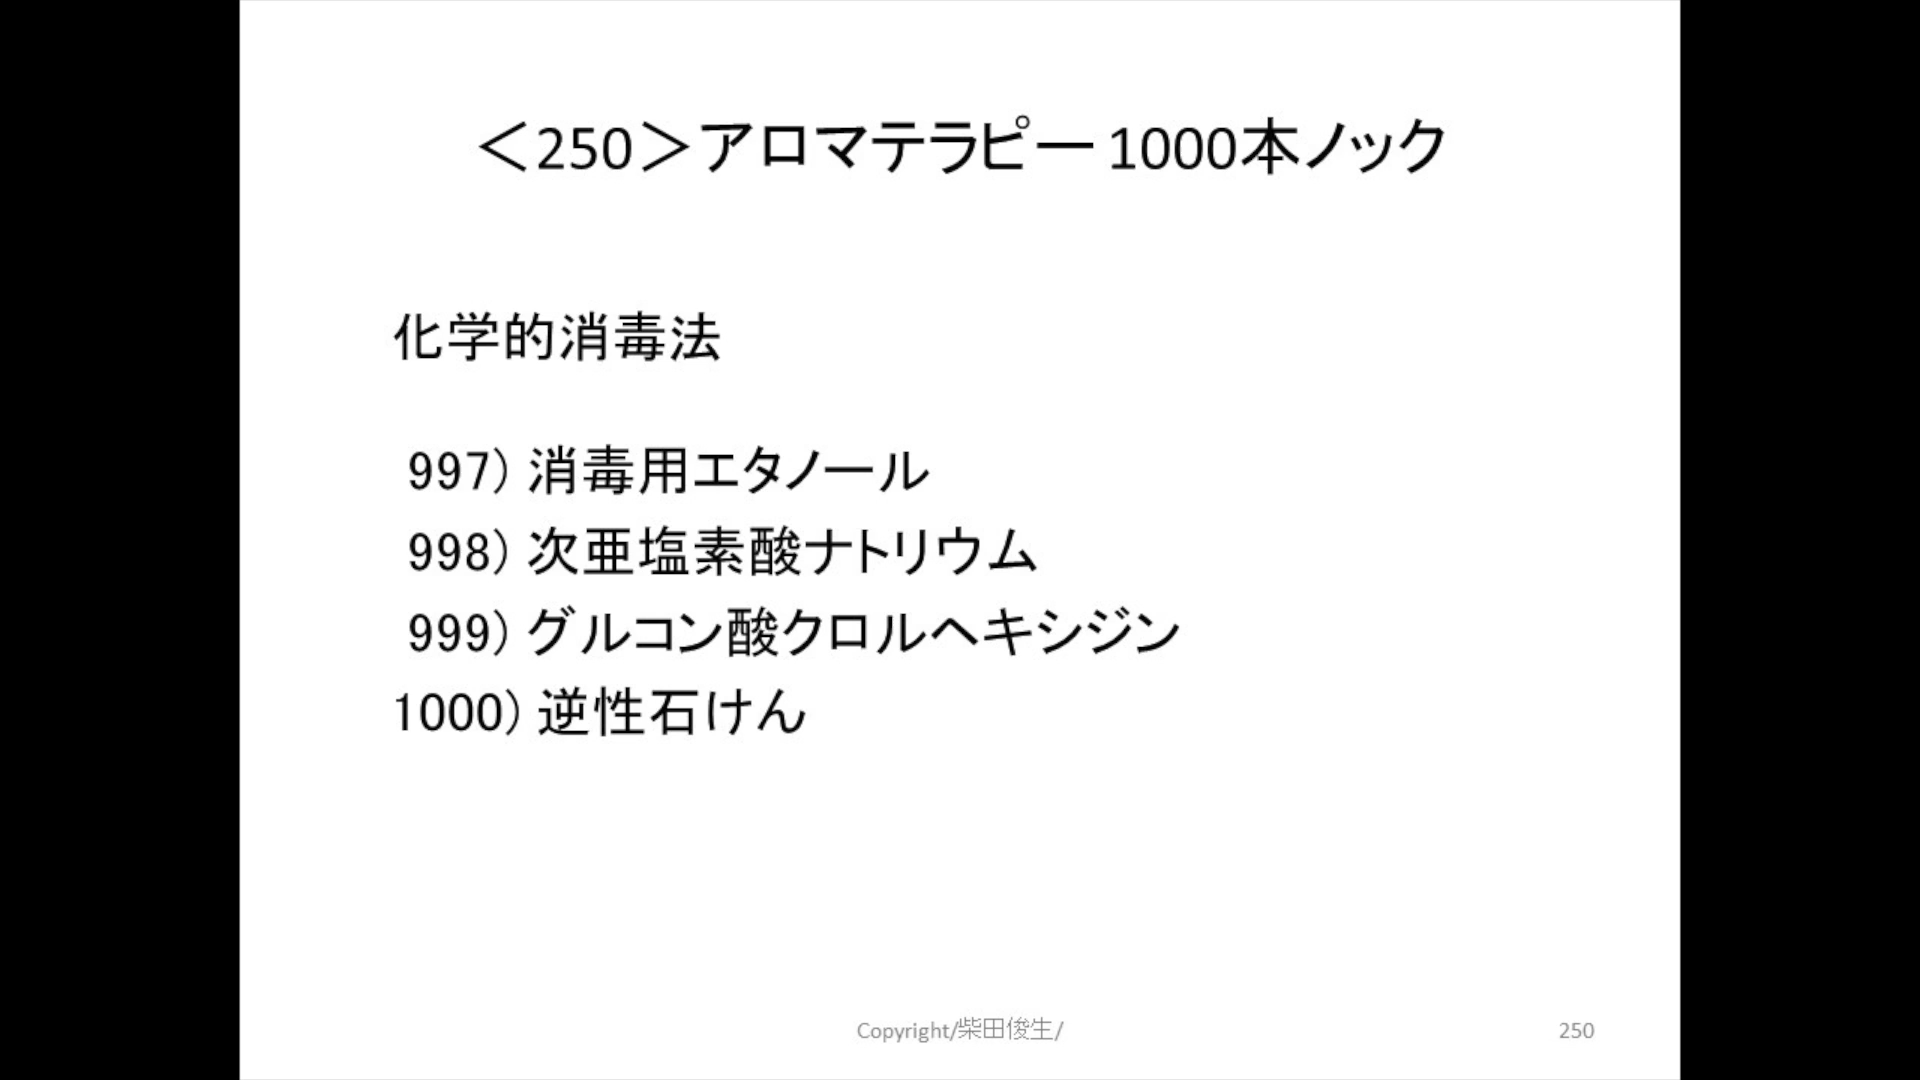 ＜250＞アロマテラピー1000本ノック
化学的消毒法
997) 消毒用エタノール
998) 次亜塩素酸ナトリウム
999) グルコン酸クロルヘキシジン
1000) 逆性石けん
Copyright/柴田俊生/
250